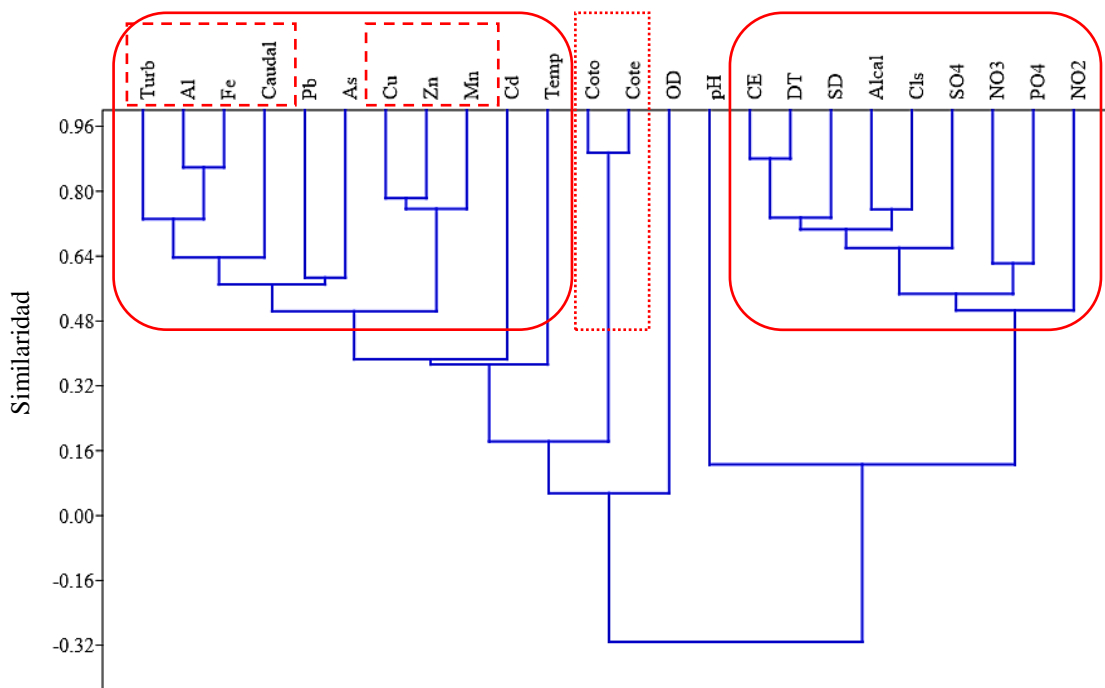 Turb
Al
Fe
Caudal
Pb
As
Cu
Zn
Mn
Cd
Temp
Coto
Cote
OD
pH
CE
DT
SD
Alcal
Cls
SO4
NO3
PO4
NO2
0.96
0.80
0.64
0.48
0.32
0.16
0.00
-0.16
-0.32
Similaridad